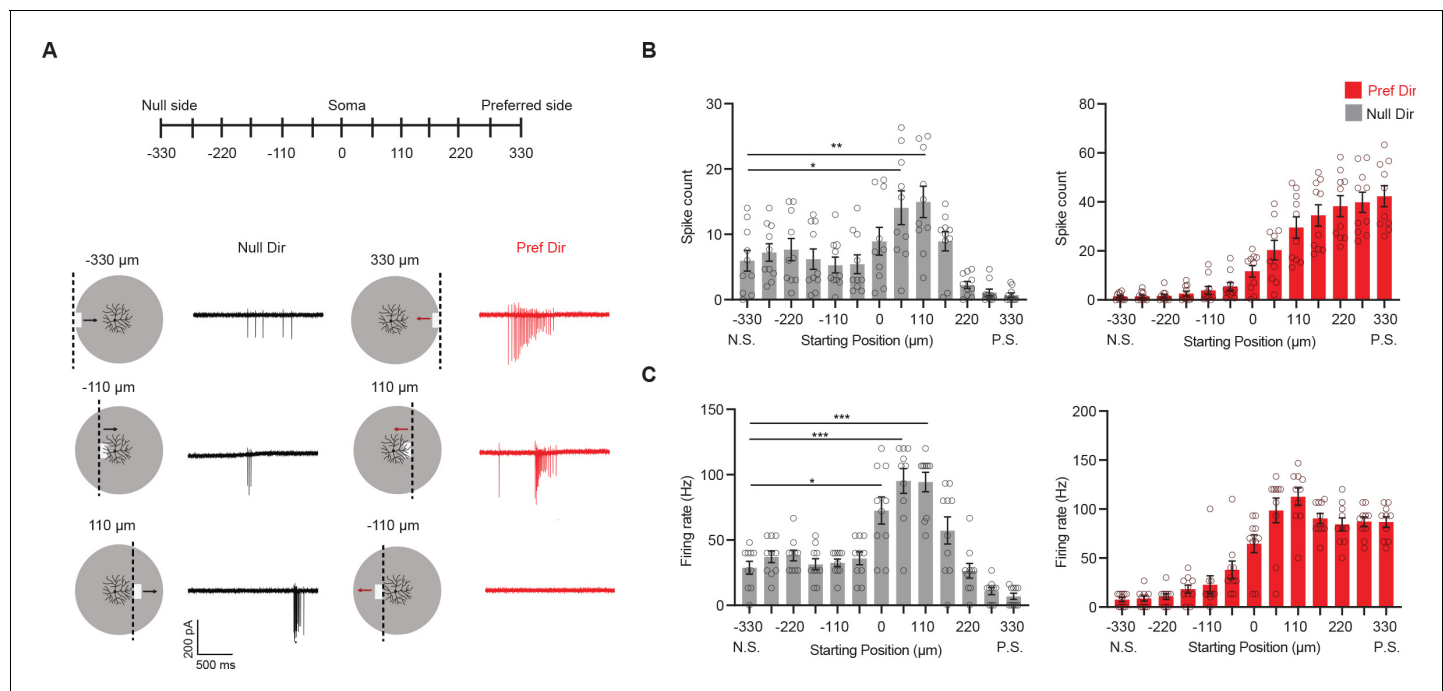 A
Null side Soma Preferred side
-330 -220 -110 0 110 220 330
Null Dir Pref Dir
-330 µm 330 µm
-110 µm 110 µm
110 µm -110 µm
200 pA
500 ms
B
Pref Dir
Null Dir
Spike count
30
20
10
0
** 
*
-330 -220 -110 0 110 220 330
N.S. Starting Position (µm) P.S.
Spike count
80
60
40
20
0
-330 -220 -110 0 110 220 330
N.S. Starting Position (µm) P.S.
C
Firing rate (Hz)
150
100
50
0
***
***
*
-330 -220 -110 0 110 220 330
N.S. Starting Position (µm) P.S.
Firing rate (Hz)
200
150
100
50
0
-330 -220 -110 0 110 220 330
N.S. Starting Position (µm) P.S.